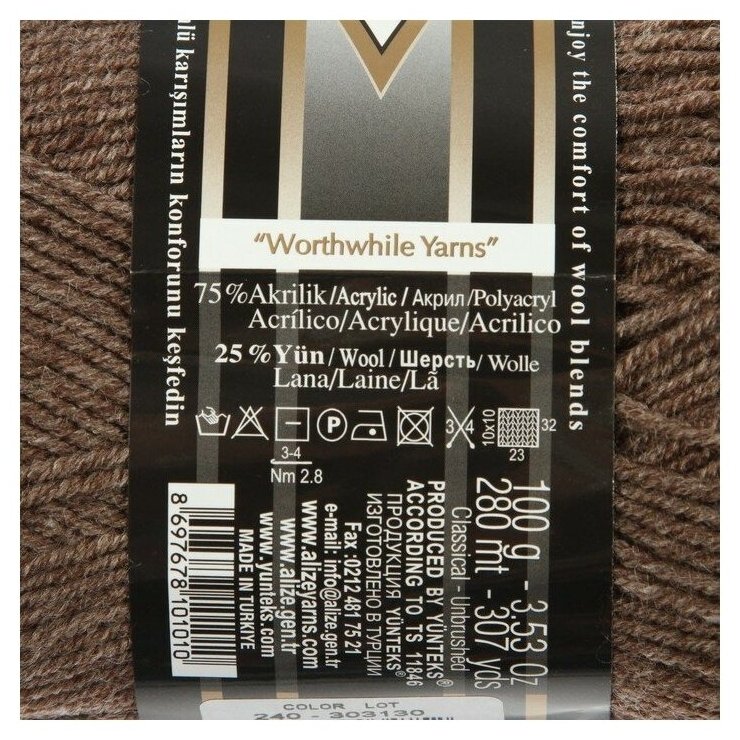 nlü karışımların konforunu keşfedin
njoy the comfort of wool blends
"Worthwhile Yarns"
75%Akrilik/Acrylic/Акрил/Polyacryl
Acrílico/Acrylique/Acrilico
25%Yün/Wool/Шерсть/Wolle
Lana/Laine/Lã
P
3-4
10x10
32
23
3-4
Nm 2.8
100 g - 3.53 Oz
280 mt - 307 yds
Classical - Unbrushed
PRODUCED BY YÜNTEKS®
ACCORDING TO TS 11846
ПРОДУКЦИЯ YÜNTEKS®
ИЗГОТОВЛЕНО В ТУРЦИИ
Fax :0212 481 75 21
e-mail: info@alize.gen.tr
www.alize.gen.tr
www.alizeyarns.com
www.yunteks.com
MADE IN TURKIYE
8 697678 101010
COLOR LOT
240 - 303130